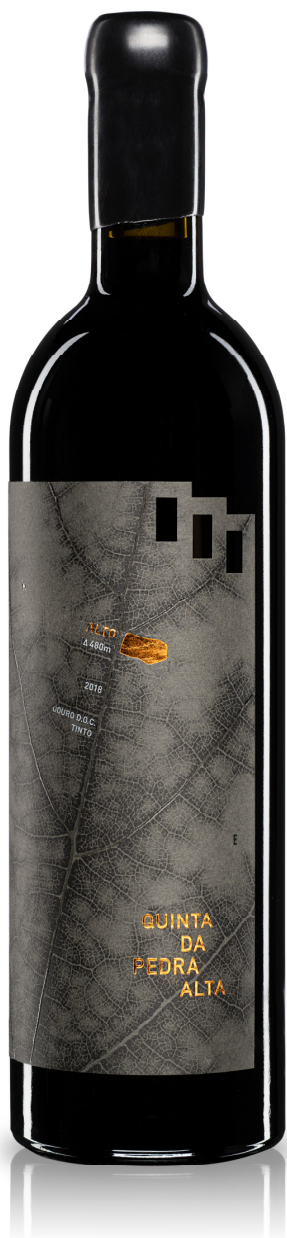 ALTO
Δ 480m
2018
DOURO D.O.C.
TINTO
E
QUINTA
DA
PEDRA
ALTA